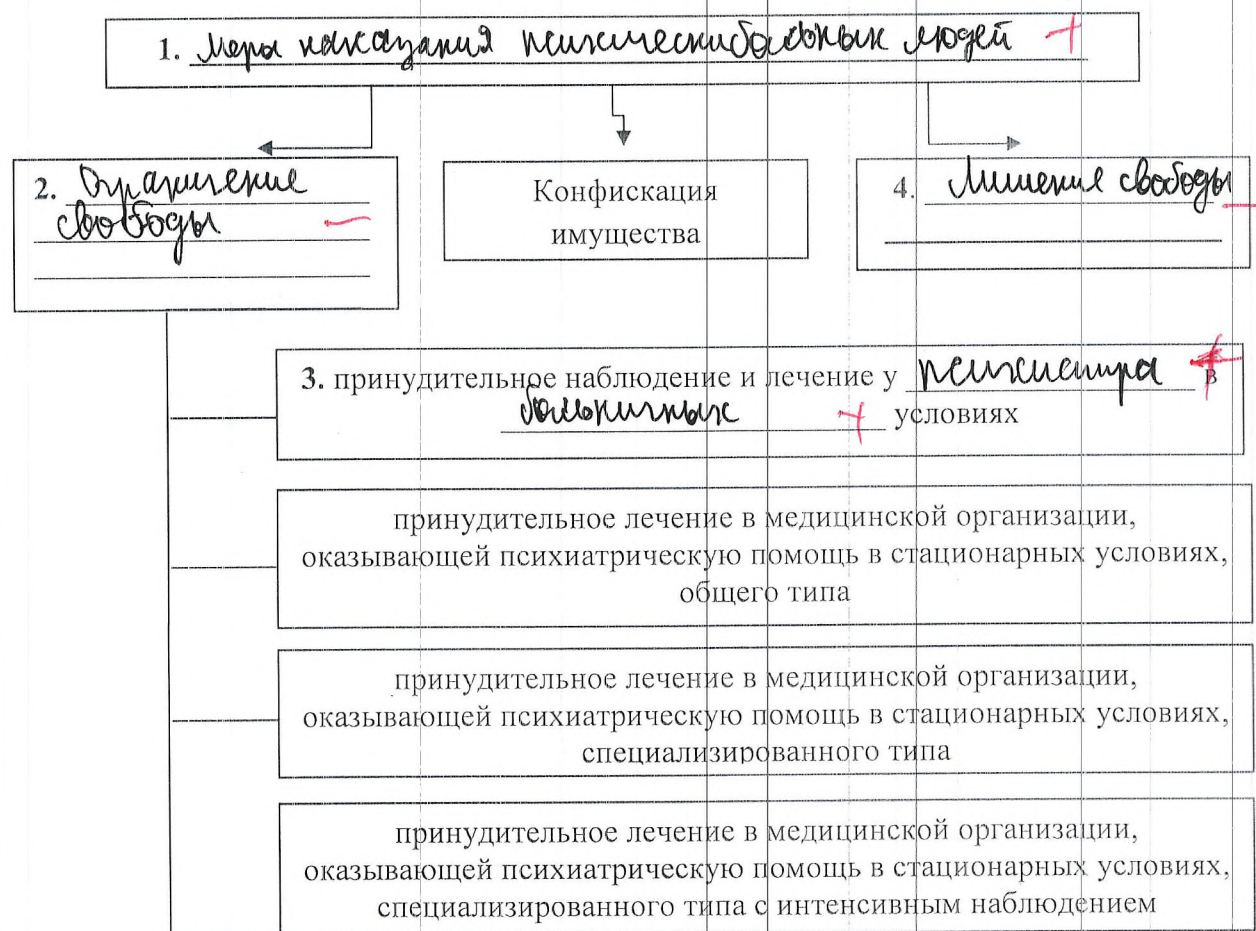 1. Меры наказания психическибольных людей +
2. Ограничение
свободы −
Конфискация
имущества
4. Лишения свободы −
3. принудительное наблюдение и лечение у психиатра + в
больничных + условиях
принудительное лечение в медицинской организации,
оказывающей психиатрическую помощь в стационарных условиях,
общего типа
принудительное лечение в медицинской организации,
оказывающей психиатрическую помощь в стационарных условиях,
специализированного типа
принудительное лечение в медицинской организации,
оказывающей психиатрическую помощь в стационарных условиях,
специализированного типа с интенсивным наблюдением